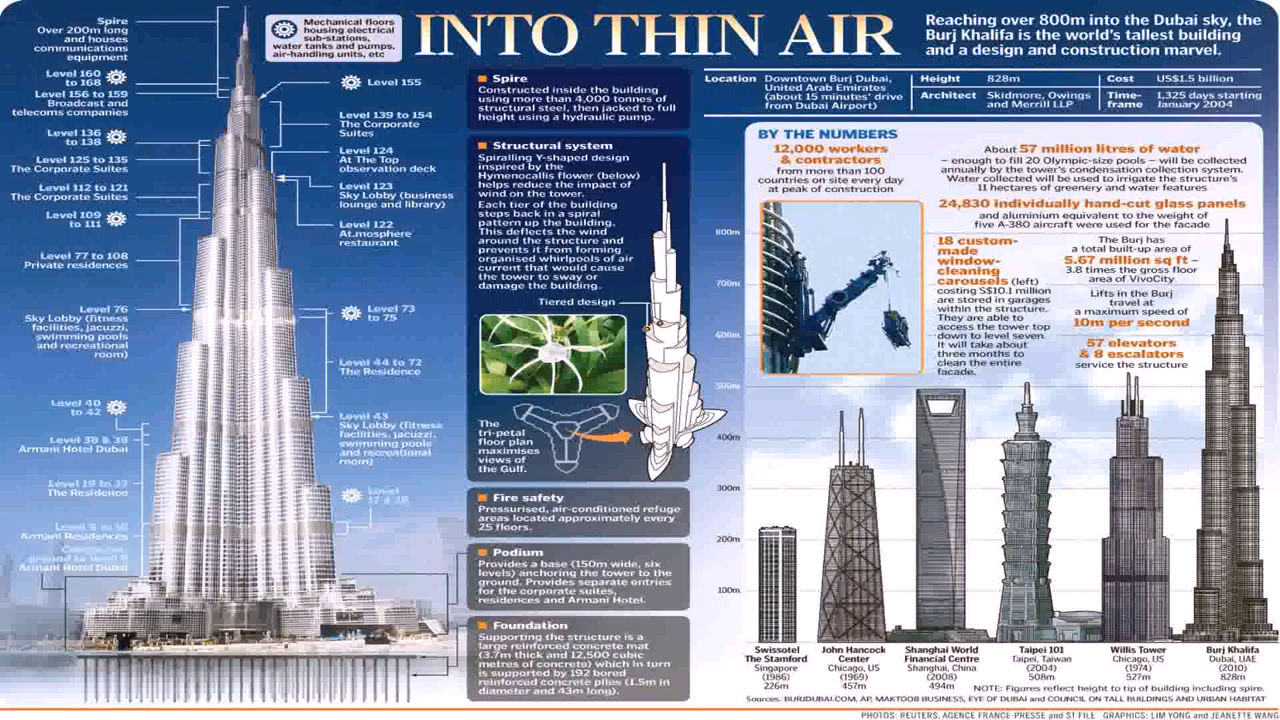 INTO THIN AIR
Reaching over 800m into the Dubai sky, the
Burj Khalifa is the world's tallest building
and a design and construction marvel.
Mechanical floors
housing electrical
sub-stations,
water tanks and pumps,
air-handling units, etc
Spire
Over 200m long
and houses
communications
equipment
Level 160
to 168
Level 156 to 159
Broadcast and
telecoms companies
Level 136
to 138
Level 125 to 135
The Corporate Suites
Level 112 to 121
The Corporate Suites
Level 109
to 111
Level 77 to 108
Private residences
Level 76
Sky Lobby (fitness
facilities, jacuzzi,
swimming pools
and recreational
room)
Level 40
to 42
Level 38 & 39
Armani Hotel Dubai
Level 19 to 37
The Residence
Armani Residences
Armani Hotel Dubai
Level 155
Level 139 to 154
The Corporate
Suites
Level 124
At The Top
observation deck
Level 123
Sky Lobby (business
lounge and library)
Level 122
At.mosphere
restaurant
Level 73
to 75
Level 44 to 72
The Residence
Level 43
Sky Lobby (fitness
facilities, jacuzzi,
swimming pools
and recreational
room)
Level
Spire
Constructed inside the building
using more than 4,000 tonnes of
structural steel, then jacked to full
height using a hydraulic pump.
Structural system
Spiralling Y-shaped design
inspired by the
Hymenocallis flower (below)
helps reduce the impact of
wind on the tower.
Each tier of the building
steps back in a spiral
pattern up the building.
This deflects the wind
around the structure and
prevents it from forming
organised whirlpools of air
current that would cause
the tower to sway or
damage the building.
Tiered design
The
tri-petal
floor plan
maximises
views of
the Gulf.
Fire safety
Pressurised, air-conditioned refuge
areas located approximately every
25 floors.
Podium
Provides a base (150m wide, six
levels) anchoring the tower to the
ground. Provides separate entries
for the corporate suites,
residences and Armani Hotel.
Foundation
Supporting the structure is a
large reinforced concrete mat
(3.7m thick and 12,500 cubic
metres of concrete) which in turn
is supported by 192 bored
reinforced concrete piles (1.5m in
diameter and 43m long).
Location Downtown Burj Dubai,
United Arab Emirates
(about 15 minutes' drive
from Dubai Airport)
Height 828m
Architect Skidmore, Owings
and Merrill LLP
Cost US$1.5 billion
Time-
frame 1,325 days starting
January 2004
BY THE NUMBERS
12,000 workers
& contractors
from more than 100
countries on site every day
at peak of construction
About 57 million litres of water
– enough to fill 20 Olympic-size pools – will be collected
annually by the tower's condensation collection system.
Water collected will be used to irrigate the structure's
11 hectares of greenery and water features
24,830 individually hand-cut glass panels
and aluminium equivalent to the weight of
five A-380 aircraft were used for the facade
18 custom-
made
window-
cleaning
carousels (left)
costing S$10.1 million
are stored in garages
within the structure.
They are able to
access the tower top
down to level seven.
It will take about
three months to
clean the entire
facade.
The Burj has
a total built-up area of
5.67 million sq ft –
3.8 times the gross floor
area of VivoCity
Lifts in the Burj
travel at
a maximum speed of
10m per second
57 elevators
& 8 escalators
service the structure
800m
700m
600m
500m
400m
300m
200m
100m
Swissotel
The Stamford
Singapore
(1986)
226m
John Hancock
Center
Chicago, US
(1969)
457m
Shanghai World
Financial Centre
Shanghai, China
(2008)
494m
Taipei 101
Taipei, Taiwan
(2004)
508m
Willis Tower
Chicago, US
(1974)
527m
Burj Khalifa
Dubai, UAE
(2010)
828m
NOTE: Figures reflect height to tip of building including spire.
Sources: BURJDUBAI.COM, AP, MAKTOOB BUSINESS, EYE OF DUBAI and COUNCIL ON TALL BUILDINGS AND URBAN HABITAT
PHOTOS: REUTERS, AGENCE FRANCE-PRESSE and ST FILE GRAPHICS: LIM YONG and JEANETTE WANG